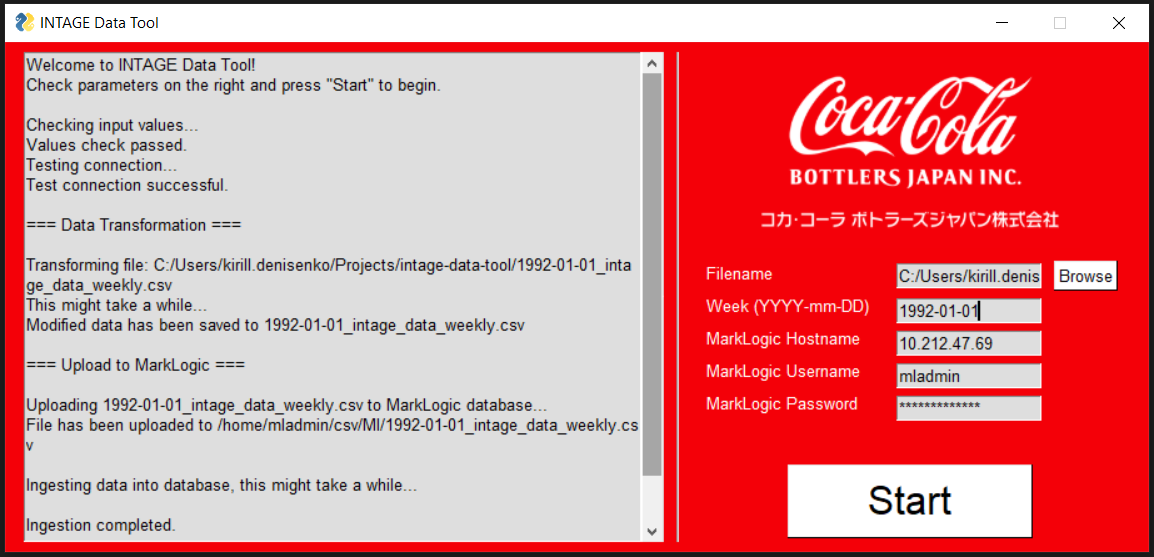 INTAGE Data Tool
Welcome to INTAGE Data Tool!
Check parameters on the right and press "Start" to begin.
Checking input values...
Values check passed.
Testing connection...
Test connection successful.
=== Data Transformation ===
Transforming file: C:/Users/kirill.denisenko/Projects/intage-data-tool/1992-01-01_inta
ge_data_weekly.csv
This might take a while...
Modified data has been saved to 1992-01-01_intage_data_weekly.csv
=== Upload to MarkLogic ===
Uploading 1992-01-01_intage_data_weekly.csv to MarkLogic database...
File has been uploaded to /home/mladmin/csv/MI/1992-01-01_intage_data_weekly.cs
v
Ingesting data into database, this might take a while...
Ingestion completed.
Coca-Cola
BOTTLERS JAPAN INC.
コカ・コーラ ボトラーズジャパン株式会社
Filename C:/Users/kirill.denis Browse
Week (YYYY-mm-DD) 1992-01-01
MarkLogic Hostname 10.212.47.69
MarkLogic Username mladmin
MarkLogic Password *************
Start